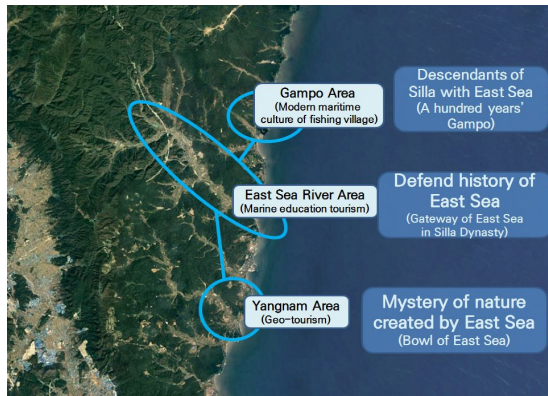 Gampo Area
(Modern maritime
culture of fishing village)
Descendants of
Silla with East Sea
(A hundred years'
Gampo)
East Sea River Area
(Marine education tourism)
Defend history of
East Sea
(Gateway of East Sea
in Silla Dynasty)
Yangnam Area
(Geo-tourism)
Mystery of nature
created by East Sea
(Bowl of East Sea)